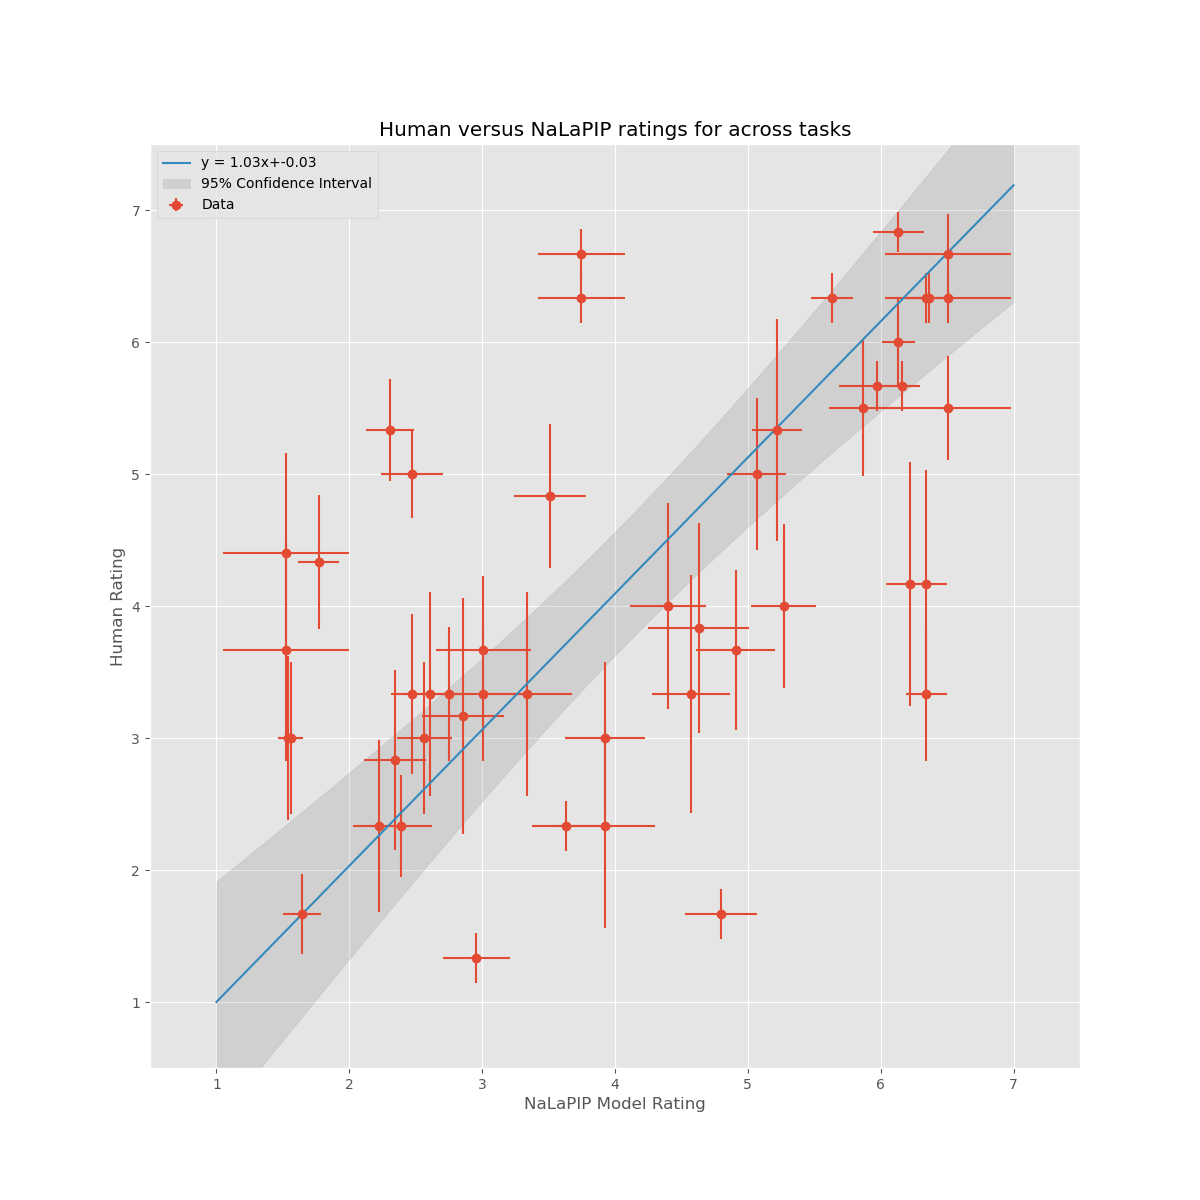 Human versus NaLaPIP ratings for across tasks
y = 1.03x+-0.03
95% Confidence Interval
Data
7
6
5
4
3
2
1
Human Rating
1 2 3 4 5 6 7
NaLaPIP Model Rating